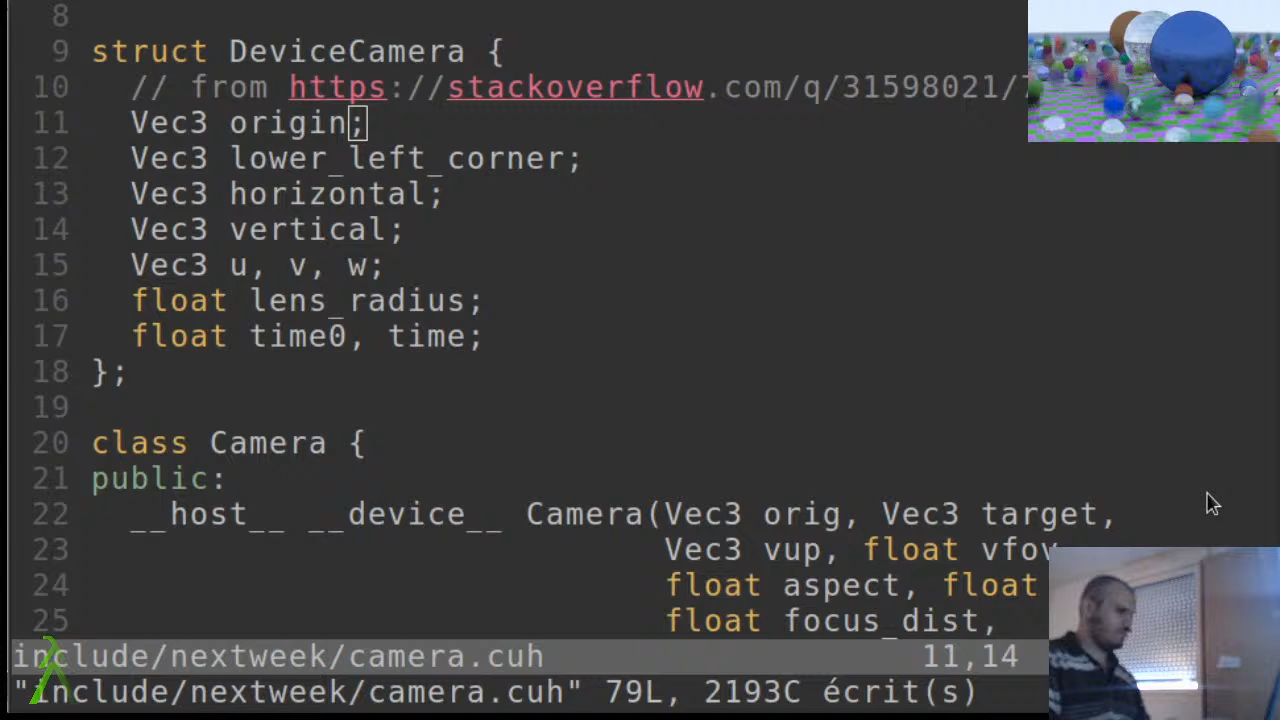 8
9 struct DeviceCamera {
10 // from https://stackoverflow.com/q/31598021/
11 Vec3 origin;
12 Vec3 lower_left_corner;
13 Vec3 horizontal;
14 Vec3 vertical;
15 Vec3 u, v, w;
16 float lens_radius;
17 float time0, time;
18 };
19
20 class Camera {
21 public:
22 __host__ __device__ Camera(Vec3 orig, Vec3 target,
23 Vec3 vup, float vfov
24 float aspect, float
25 float focus_dist,
include/nextweek/camera.cuh 11,14
"include/nextweek/camera.cuh" 79L, 2193C écrit(s)